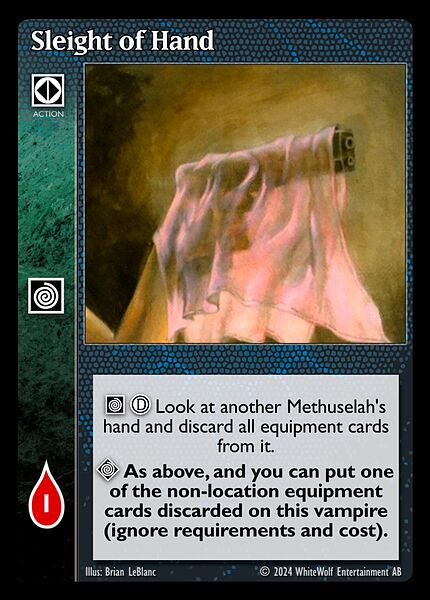 Sleight of Hand
ACTION
D Look at another Methuselah's
hand and discard all equipment cards
from it.
As above, and you can put one
of the non-location equipment
cards discarded on this vampire
(ignore requirements and cost).
1
Illus: Brian LeBlanc
© 2024 WhiteWolf Entertainment AB